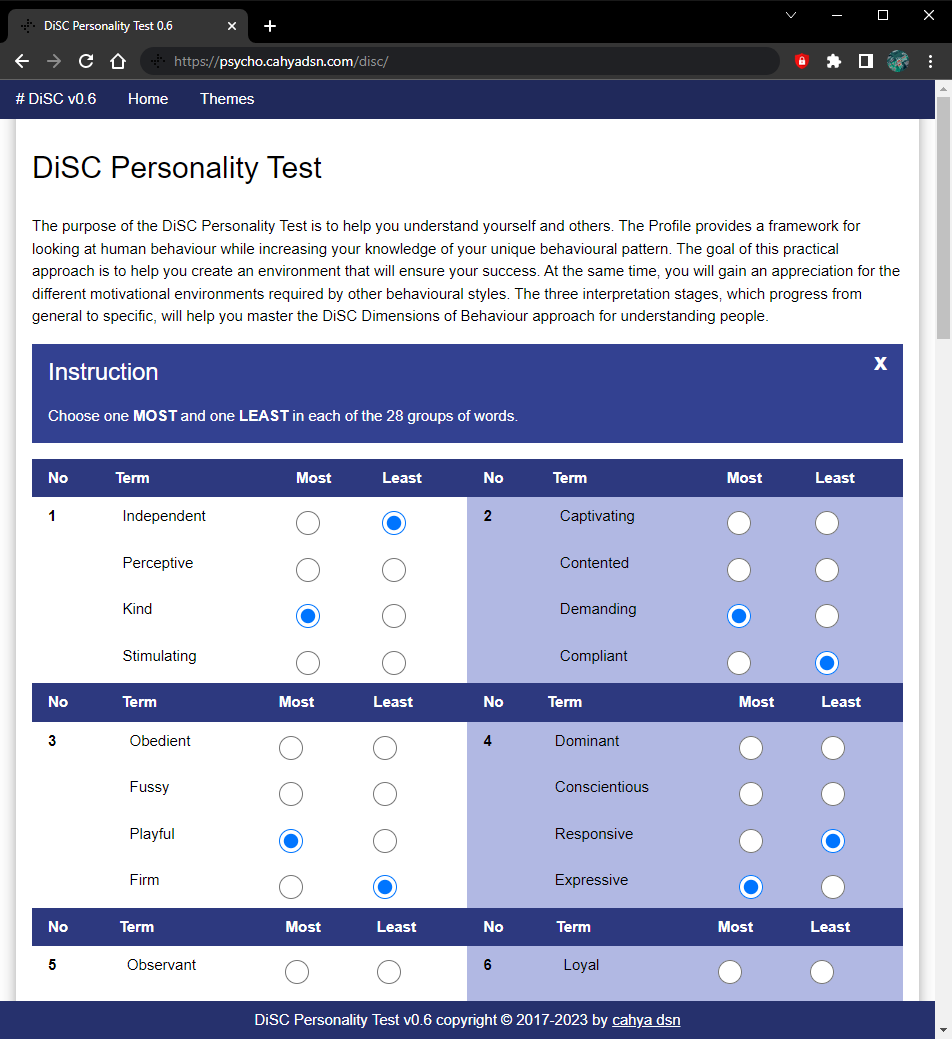 DiSC Personality Test 0.6
https://psycho.cahyadsn.com/disc/
# DiSC v0.6 Home Themes
DiSC Personality Test
The purpose of the DiSC Personality Test is to help you understand yourself and others. The Profile provides a framework for
looking at human behaviour while increasing your knowledge of your unique behavioural pattern. The goal of this practical
approach is to help you create an environment that will ensure your success. At the same time, you will gain an appreciation for the
different motivational environments required by other behavioural styles. The three interpretation stages, which progress from
general to specific, will help you master the DiSC Dimensions of Behaviour approach for understanding people.
Instruction X
Choose one MOST and one LEAST in each of the 28 groups of words.
No Term Most Least No Term Most Least
1 Independent 2 Captivating
Perceptive Contented
Kind Demanding
Stimulating Compliant
No Term Most Least No Term Most Least
3 Obedient 4 Dominant
Fussy Conscientious
Playful Responsive
Firm Expressive
No Term Most Least No Term Most Least
5 Observant 6 Loyal
DiSC Personality Test v0.6 copyright © 2017-2023 by cahya dsn